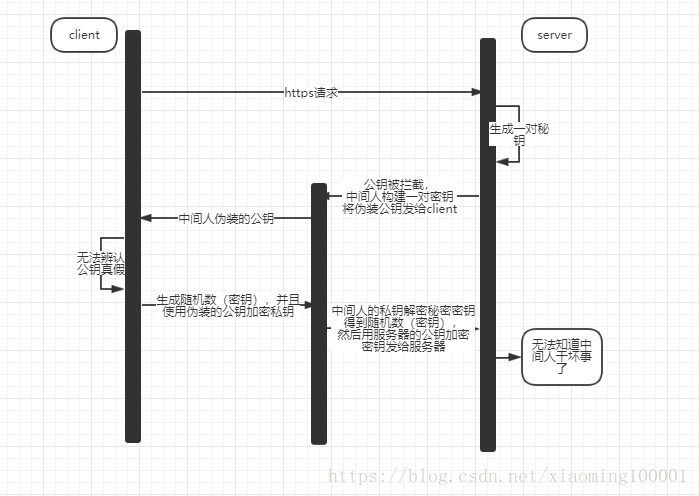 client
server
https请求
生成一对秘
钥
公钥被拦截，
中间人构建一对密钥
将伪装公钥发给client
中间人伪装的公钥
无法辨认
公钥真假
生成随机数（密钥），并且
使用伪装的公钥加密私钥
中间人的私钥解密秘密密钥
得到随机数（密钥），
然后用服务器的公钥加密
密钥发给服务器
无法知道中
间人干坏事
了
https://blog.csdn.net/xiaoming100001